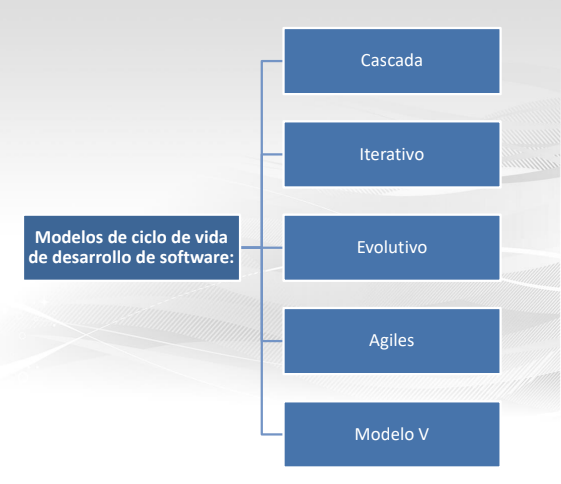 Modelos de ciclo de vida
de desarrollo de software:
Cascada
Iterativo
Evolutivo
Agiles
Modelo V